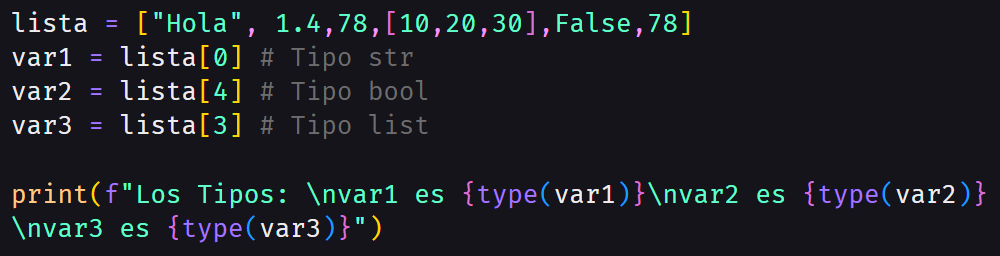 lista = ["Hola", 1.4,78,[10,20,30],False,78]
var1 = lista[0] # Tipo str
var2 = lista[4] # Tipo bool
var3 = lista[3] # Tipo list
print(f"Los Tipos: \nvar1 es {type(var1)}\nvar2 es {type(var2)}
\nvar3 es {type(var3)}")